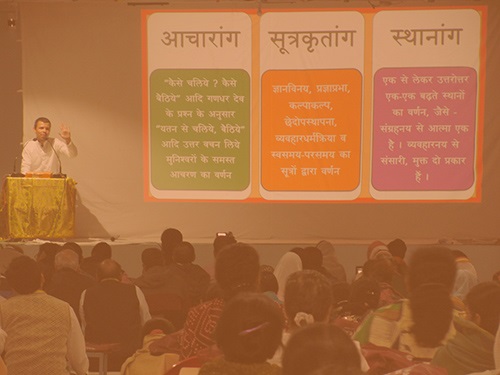 आचारांग
"कैसे चलिये ? कैसे
बैठिये" आदि गणधर देव
के प्रश्न के अनुसार
"यतन से चलिये, बैठिये"
आदि उत्तर वचन लिये
मुनिश्वरों के समस्त
आचरण का वर्णन
सूत्रकृतांग
ज्ञानविनय, प्रज्ञापना,
कल्पाकल्प,
छेदोपस्थापना,
व्यवहारधर्मक्रिया व
स्वसमय-परसमय का
सूत्रों द्वारा वर्णन
स्थानांग
एक से लेकर उत्तरोत्तर
एक-एक बढ़ते स्थानों
का वर्णन, जैसे -
संग्रहनय से आत्मा एक
है । व्यवहारनय से
संसारी, मुक्त दो प्रकार
हैं ।